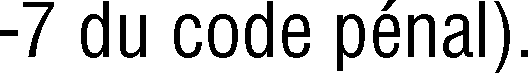 -7 du code pénal).